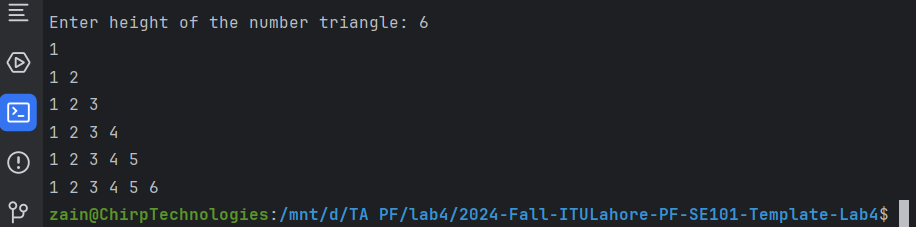 Enter height of the number triangle: 6
1
1 2
1 2 3
1 2 3 4
1 2 3 4 5
1 2 3 4 5 6
zain@ChirpTechnologies:/mnt/d/TA PF/lab4/2024-Fall-ITULahore-PF-SE101-Template-Lab4$